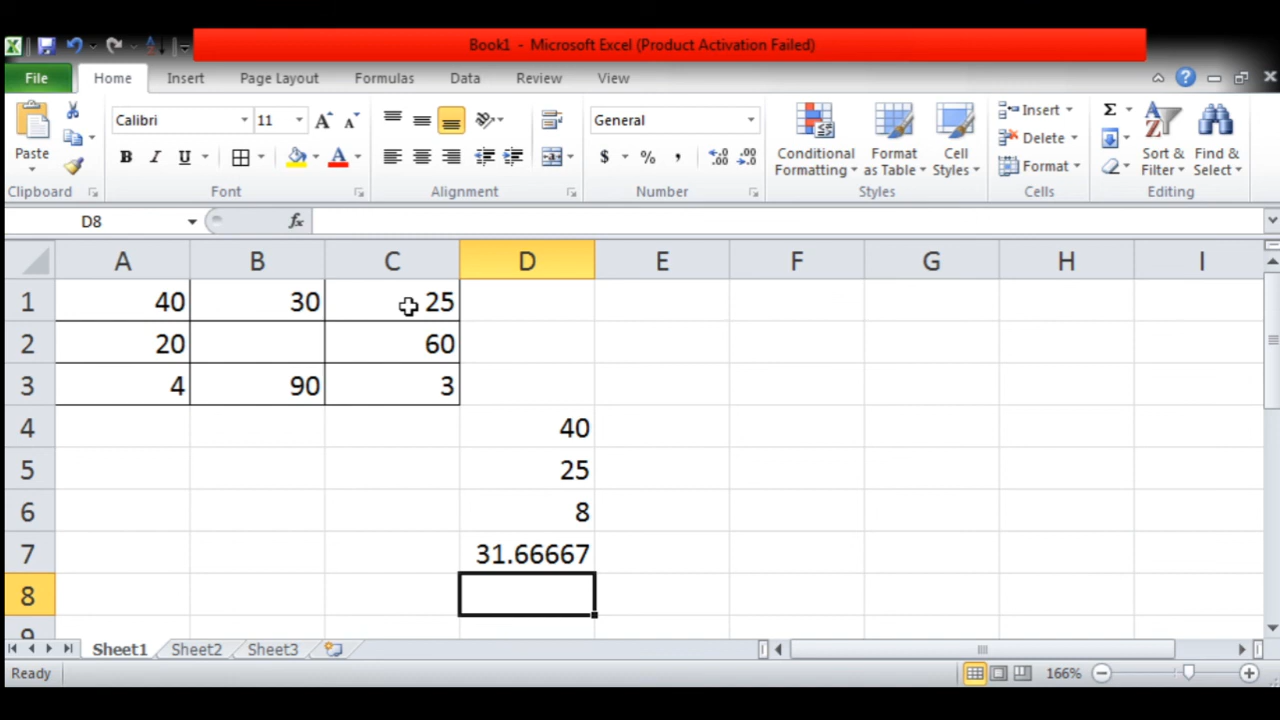 Book1 - Microsoft Excel (Product Activation Failed)
File Home Insert Page Layout Formulas Data Review View
Paste
Calibri 11
B I U
General
$ %
Conditional Formatting
Format as Table
Cell Styles
Insert
Delete
Format
Σ
Sort & Filter
Find & Select
Clipboard Font Alignment Number Styles Cells Editing
D8 fx
A B C D E F G H I
1 40 30 25
2 20 60
3 4 90 3
4 40
5 25
6 8
7 31.66667
8
9
Sheet1 Sheet2 Sheet3
Ready 166%